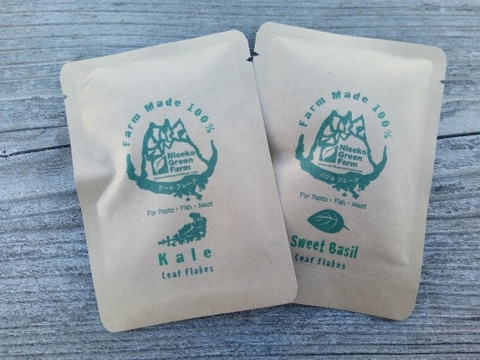 Farm Made 100%
Niseko
Green
Farm
ケールフレーク
For Pasta・Fish・Meat
Kale
Leaf Flakes
Farm Made 100%
Niseko
Green
Farm
バジルフレーク
For Pasta・Fish・Meat
Sweet Basil
Leaf Flakes